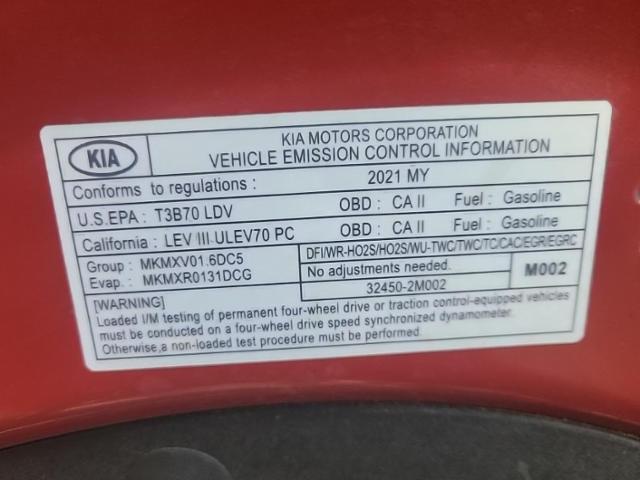 KIA
KIA MOTORS CORPORATION
VEHICLE EMISSION CONTROL INFORMATION
Conforms to regulations : 2021 MY
U.S.EPA : T3B70 LDV OBD : CA II Fuel : Gasoline
California : LEV III ULEV70 PC OBD : CA II Fuel : Gasoline
Group : MKMXV01.6DC5
Evap. : MKMXR0131DCG
DFI/WR-HO2S/HO2S/WU-TWC/TWC/TC/CAC/EGR/EGRC
No adjustments needed.
32450-2M002
M002
[WARNING]
Loaded I/M testing of permanent four-wheel drive or traction control-equipped vehicles
must be conducted on a four-wheel drive speed synchronized dynamometer.
Otherwise,a non-loaded test procedure must be performed.